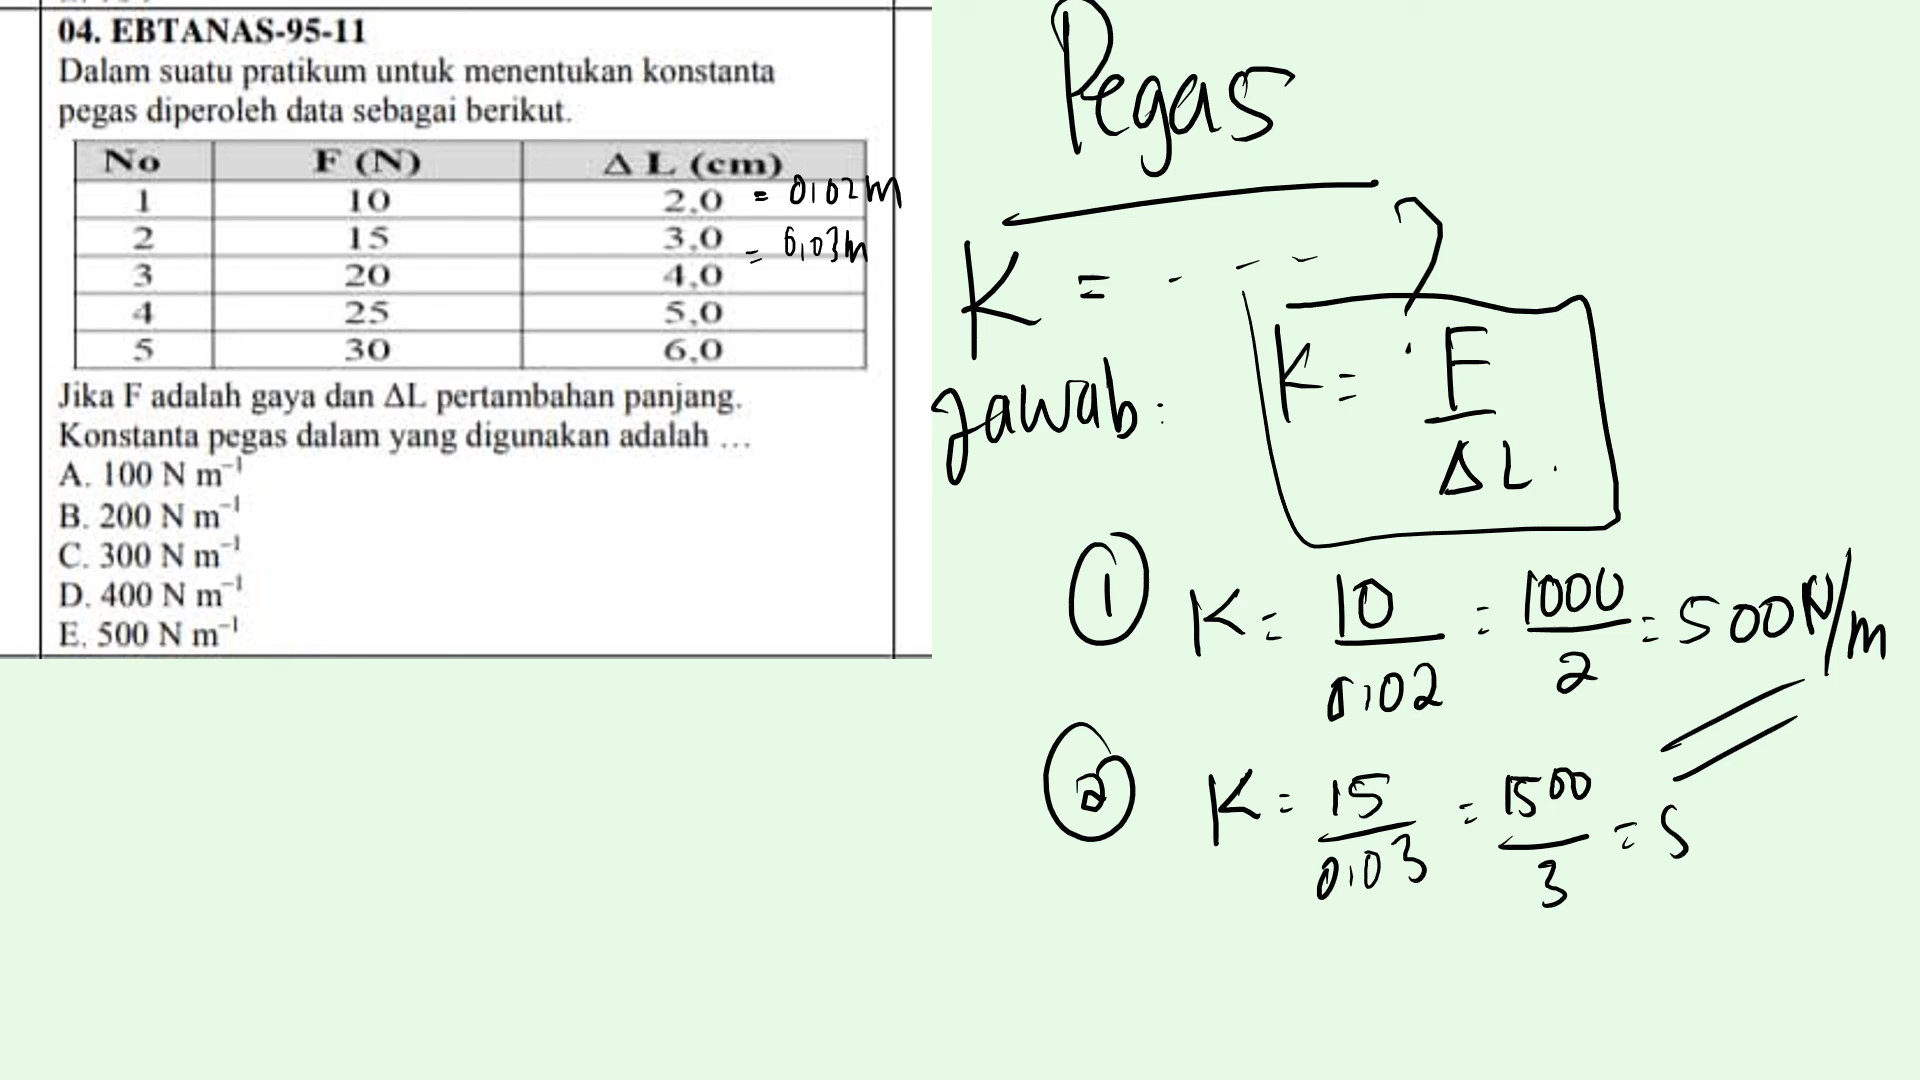 04. EBTANAS-95-11
Dalam suatu pratikum untuk menentukan konstanta
pegas diperoleh data sebagai berikut.
No F (N) Δ L (cm)
1 10 2,0 = 0,02 m
2 15 3,0 = 0,03 m
3 20 4,0
4 25 5,0
5 30 6,0
Jika F adalah gaya dan ΔL pertambahan panjang.
Konstanta pegas dalam yang digunakan adalah …
A. 100 N m⁻¹
B. 200 N m⁻¹
C. 300 N m⁻¹
D. 400 N m⁻¹
E. 500 N m⁻¹
Pegas
K = - - - ?
Jawab : K = F / ΔL
① K = 10 / 0,02 = 1000 / 2 = 500 N/m
② K = 15 / 0,03 = 1500 / 3 = 5